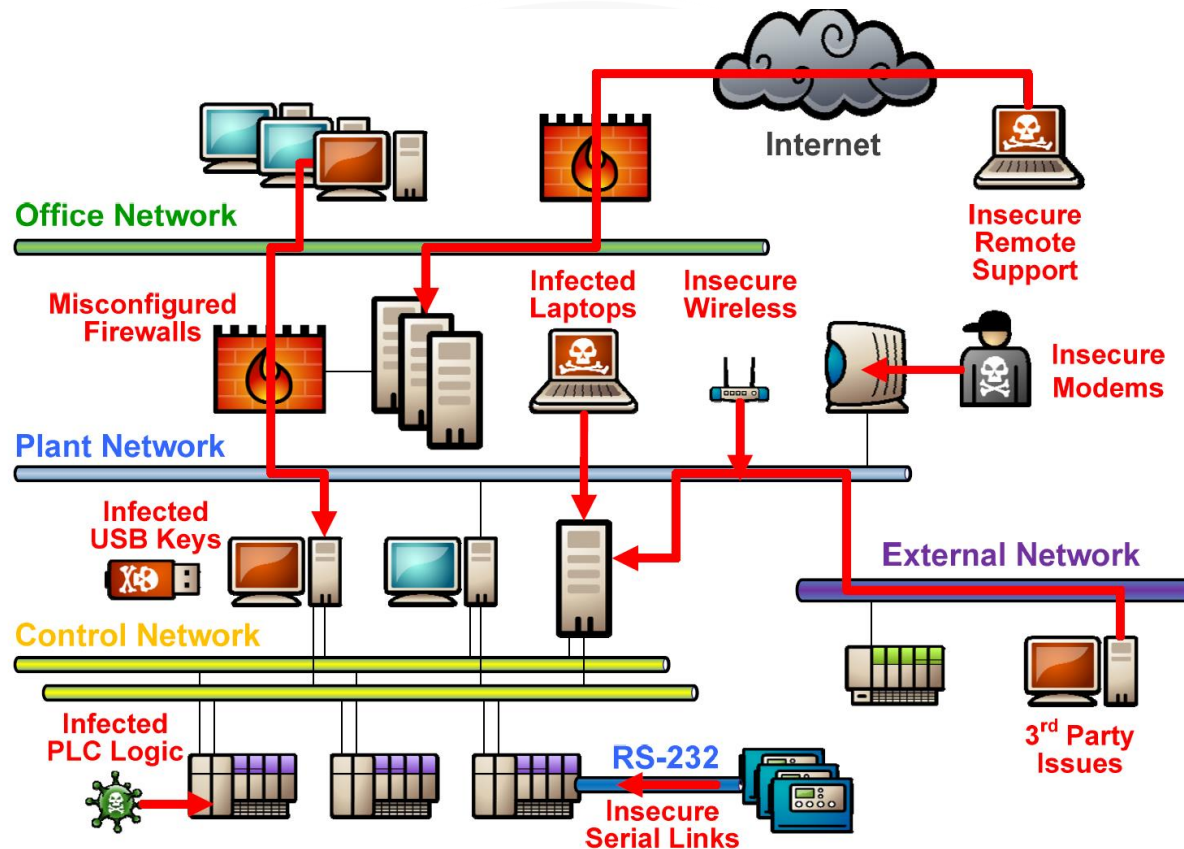 Internet
Office Network
Insecure
Remote
Support
Misconfigured
Firewalls
Infected
Laptops
Insecure
Wireless
Insecure
Modems
Plant Network
Infected
USB Keys
External Network
Control Network
Infected
PLC Logic
RS-232
Insecure
Serial Links
3rd Party
Issues